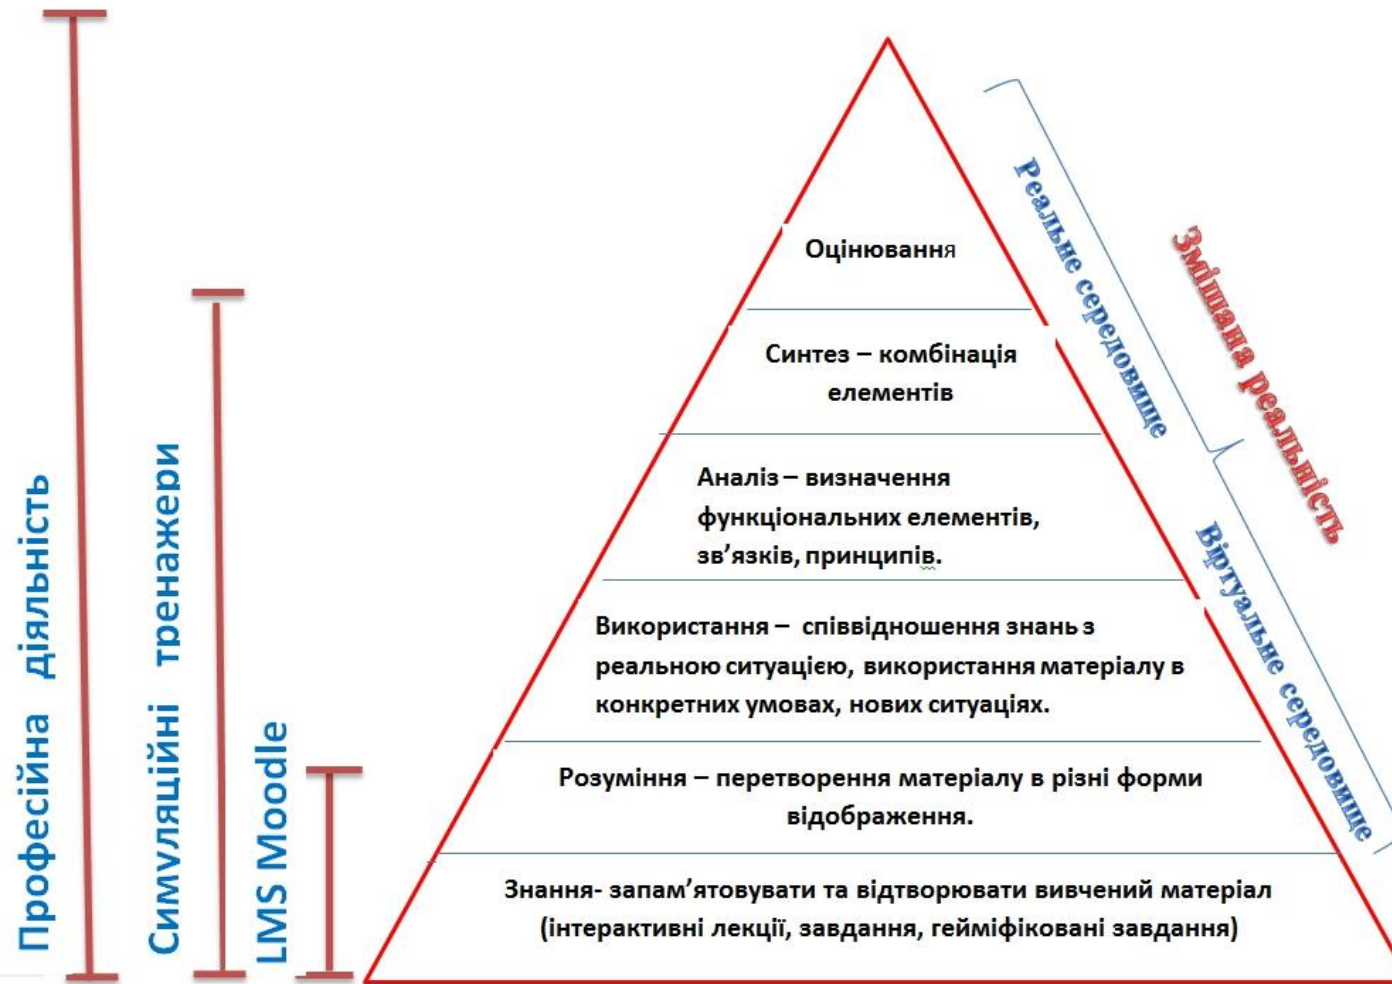 Професійна діяльність
Симуляційні тренажери
LMS Moodle
Оцінювання
Синтез – комбінація
елементів
Аналіз – визначення
функціональних елементів,
зв’язків, принципів.
Використання – співвідношення знань з
реальною ситуацією, використання матеріалу в
конкретних умовах, нових ситуаціях.
Розуміння – перетворення матеріалу в різні форми
відображення.
Знання- запам’ятовувати та відтворювати вивчений матеріал
(інтерактивні лекції, завдання, гейміфіковані завдання)
Реальне середовище
Віртуальне середовище
Змішана реальність